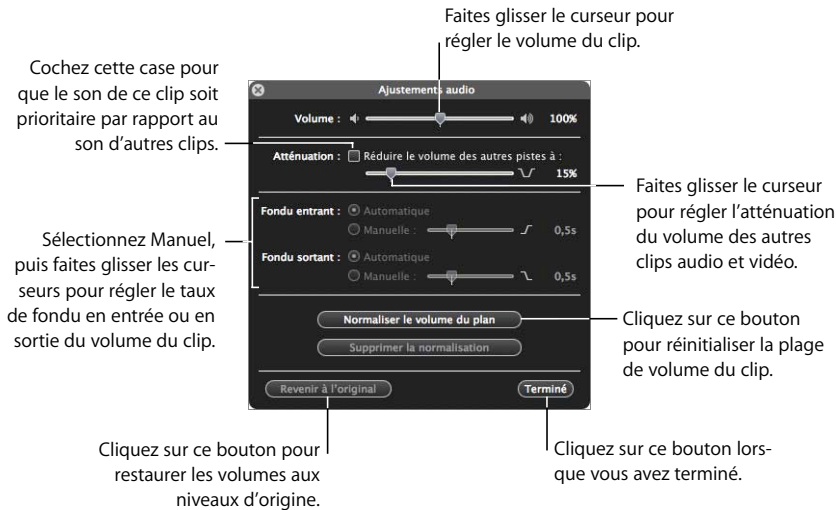 Faites glisser le curseur pour
régler le volume du clip.
Cochez cette case pour
que le son de ce clip soit
prioritaire par rapport au
son d'autres clips.
Ajustements audio
Volume : 100%
Atténuation : Réduire le volume des autres pistes à :
15%
Faites glisser le curseur
pour régler l'atténuation
du volume des autres
clips audio et vidéo.
Sélectionnez Manuel,
puis faites glisser les cur-
seurs pour régler le taux
de fondu en entrée ou en
sortie du volume du clip.
Fondu entrant : Automatique
Manuelle : 0,5s
Fondu sortant : Automatique
Manuelle : 0,5s
Normaliser le volume du plan
Supprimer la normalisation
Cliquez sur ce bouton
pour réinitialiser la plage
de volume du clip.
Revenir à l'original
Terminé
Cliquez sur ce bouton pour
restaurer les volumes aux
niveaux d'origine.
Cliquez sur ce bouton lors-
que vous avez terminé.